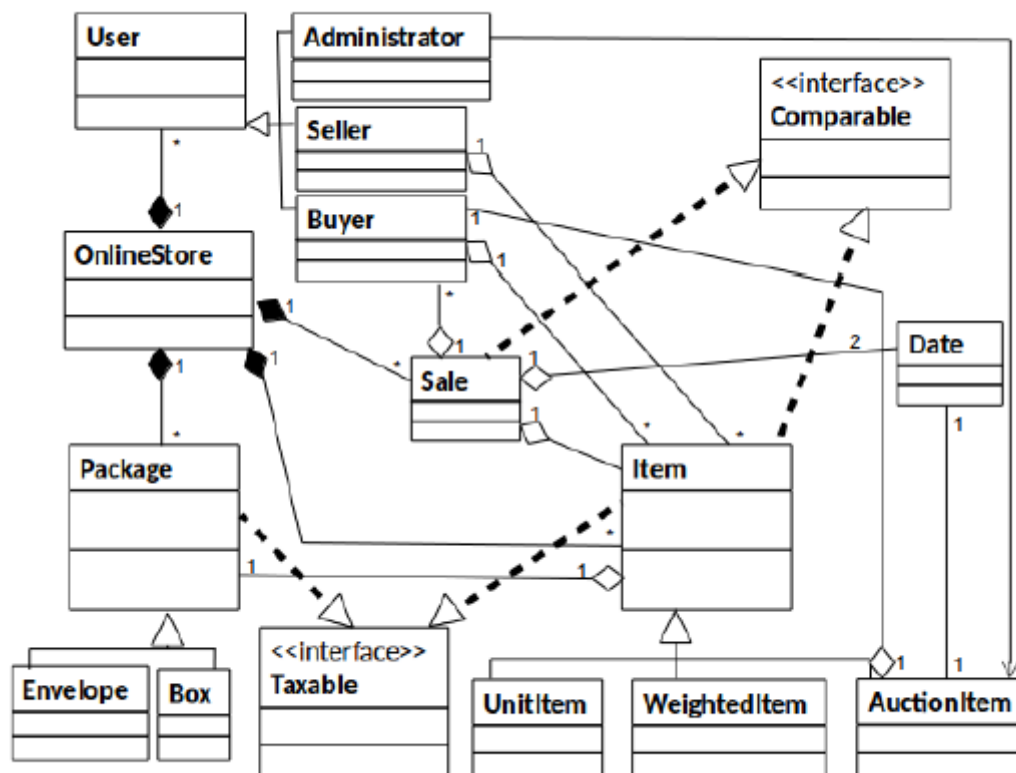 User
Administrator
<<interface>>
Comparable
Seller
1
*
Buyer
1
1
1
OnlineStore
1
*
1
2
Date
1
1
*
Sale
1
1
*
1
*
*
Package
Item
1
*
1
1
<<interface>>
Taxable
1
1
Envelope
Box
UnitItem
WeightedItem
AuctionItem